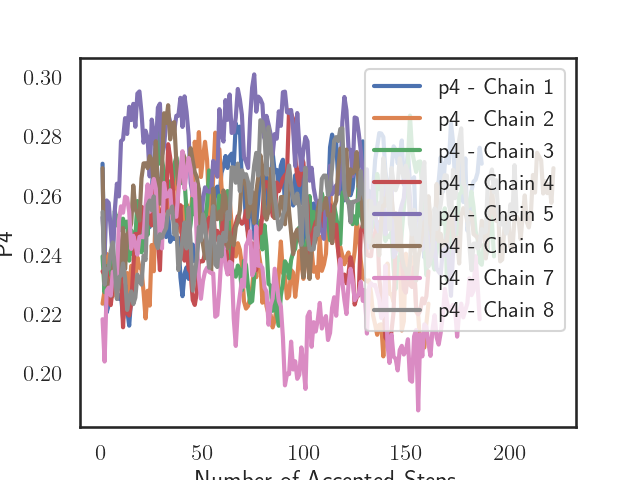 0.30
0.28
0.26
0.24
0.22
0.20
P4
0
50
100
150
200
Number of Accepted Steps
p4 - Chain 1
p4 - Chain 2
p4 - Chain 3
p4 - Chain 4
p4 - Chain 5
p4 - Chain 6
p4 - Chain 7
p4 - Chain 8